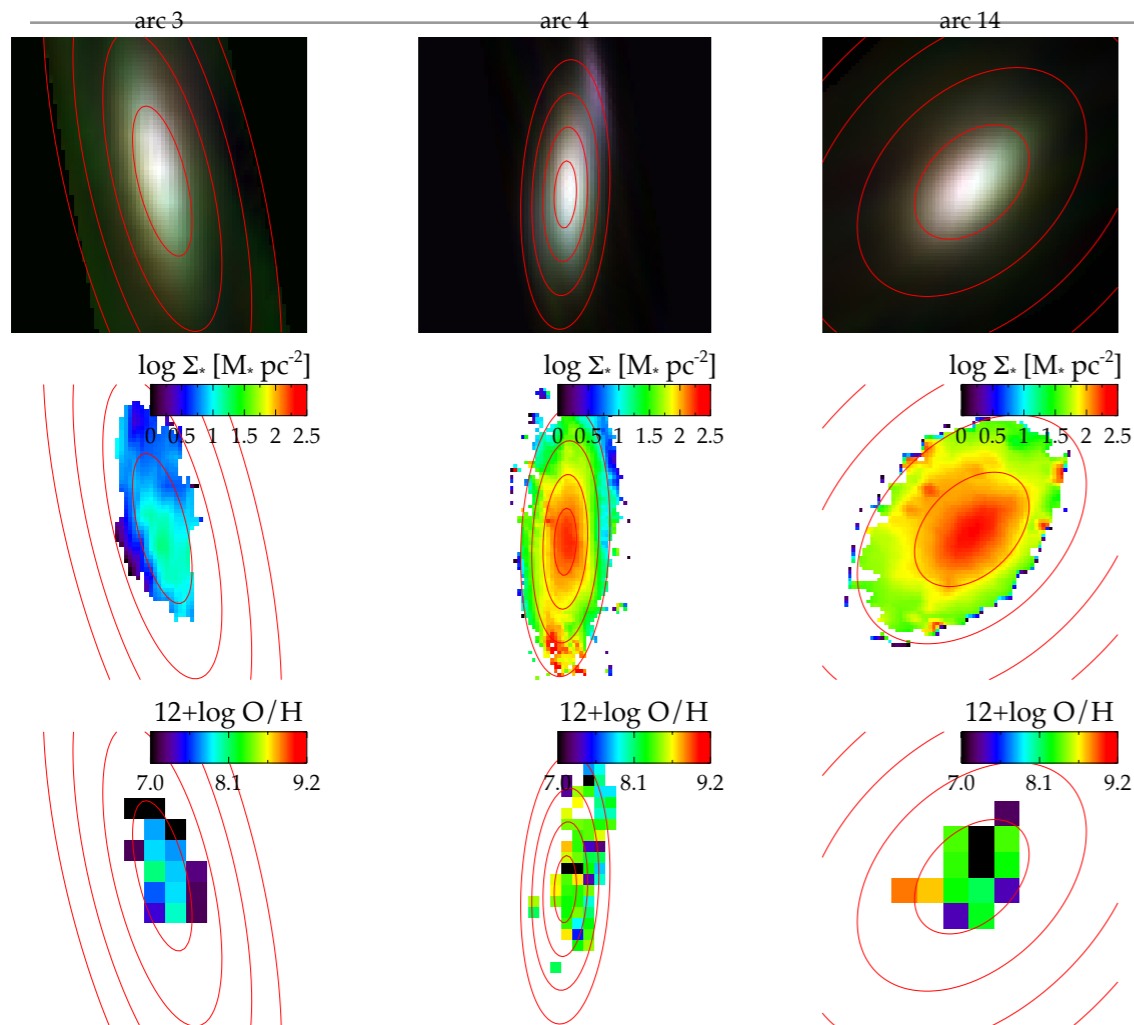 arc 3 arc 4 arc 14
log Σ* [M* pc-2] log Σ* [M* pc-2] log Σ* [M* pc-2]
0 0.5 1 1.5 2 2.5 0 0.5 1 1.5 2 2.5 0 0.5 1 1.5 2 2.5
12+log O/H 12+log O/H 12+log O/H
7.0 8.1 9.2 7.0 8.1 9.2 7.0 8.1 9.2